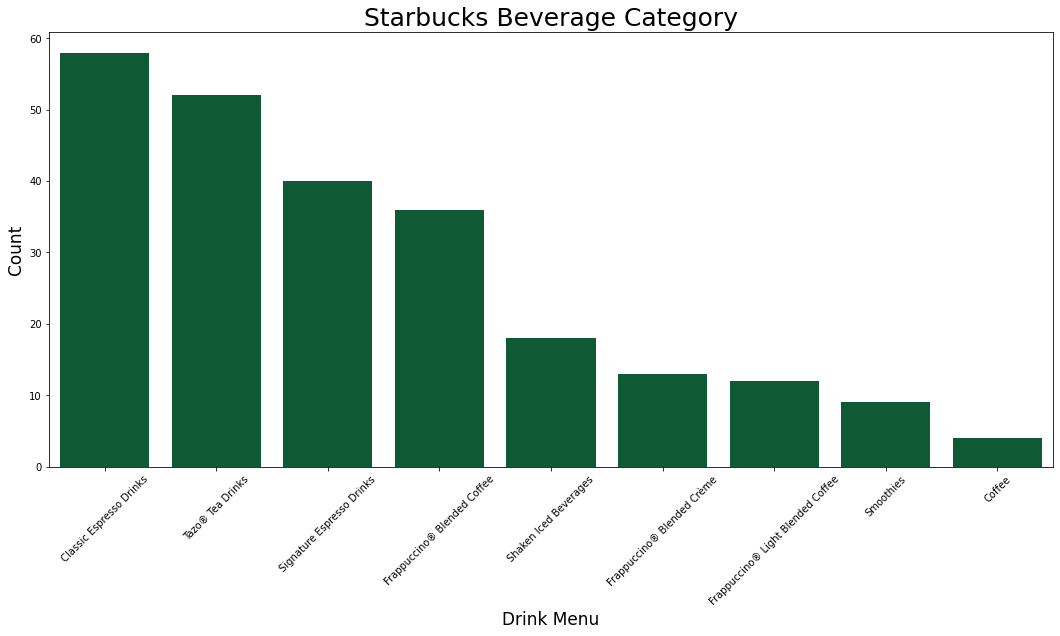 Starbucks Beverage Category
60
50
40
30
20
10
0
Count
Classic Espresso Drinks
Tazo® Tea Drinks
Signature Espresso Drinks
Frappuccino® Blended Coffee
Shaken Iced Beverages
Frappuccino® Blended Crème
Frappuccino® Light Blended Coffee
Smoothies
Coffee
Drink Menu